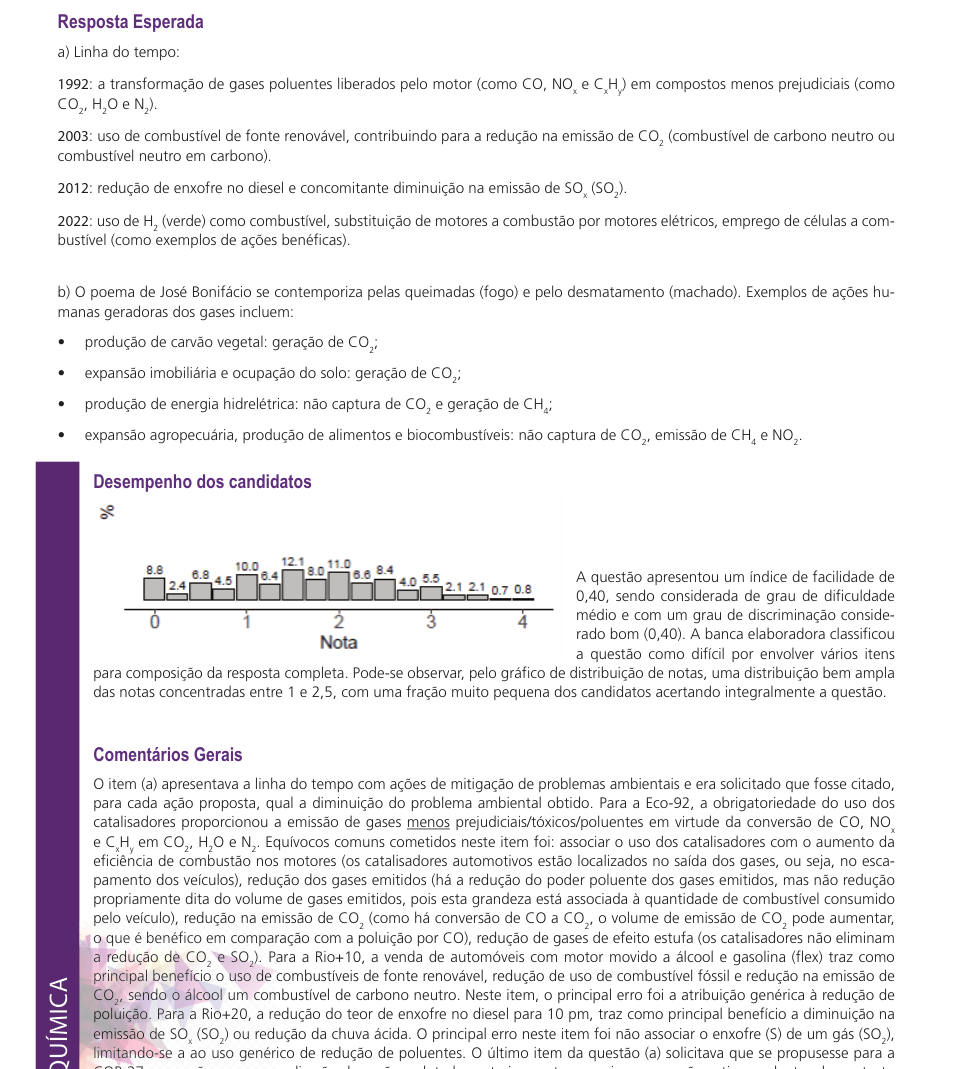 Resposta Esperada
a) Linha do tempo:
1992: a transformação de gases poluentes liberados pelo motor (como CO, NOx e CxHy) em compostos menos prejudiciais (como
CO2, H2O e N2).
2003: uso de combustível de fonte renovável, contribuindo para a redução na emissão de CO2 (combustível de carbono neutro ou
combustível neutro em carbono).
2012: redução de enxofre no diesel e concomitante diminuição na emissão de SOx (SO2).
2022: uso de H2 (verde) como combustível, substituição de motores a combustão por motores elétricos, emprego de células a com-
bustível (como exemplos de ações benéficas).
b) O poema de José Bonifácio se contemporiza pelas queimadas (fogo) e pelo desmatamento (machado). Exemplos de ações hu-
manas geradoras dos gases incluem:
• produção de carvão vegetal: geração de CO2;
• expansão imobiliária e ocupação do solo: geração de CO2;
• produção de energia hidrelétrica: não captura de CO2 e geração de CH4;
• expansão agropecuária, produção de alimentos e biocombustíveis: não captura de CO2, emissão de CH4 e NO2.
Desempenho dos candidatos
%
8.8 2.4 6.8 4.5 10.0 6.4 12.1 8.0 11.0 6.6 8.4 4.0 5.5 2.1 2.1 0.7 0.8
0 1 2 3 4
Nota
A questão apresentou um índice de facilidade de
0,40, sendo considerada de grau de dificuldade
médio e com um grau de discriminação conside-
rado bom (0,40). A banca elaboradora classificou
a questão como difícil por envolver vários itens
para composição da resposta completa. Pode-se observar, pelo gráfico de distribuição de notas, uma distribuição bem ampla
das notas concentradas entre 1 e 2,5, com uma fração muito pequena dos candidatos acertando integralmente a questão.
Comentários Gerais
O item (a) apresentava a linha do tempo com ações de mitigação de problemas ambientais e era solicitado que fosse citado,
para cada ação proposta, qual a diminuição do problema ambiental obtido. Para a Eco-92, a obrigatoriedade do uso dos
catalisadores proporcionou a emissão de gases menos prejudiciais/tóxicos/poluentes em virtude da conversão de CO, NOx
e CxHy em CO2, H2O e N2. Equívocos comuns cometidos neste item foi: associar o uso dos catalisadores com o aumento da
eficiência de combustão nos motores (os catalisadores automotivos estão localizados no saída dos gases, ou seja, no esca-
pamento dos veículos), redução dos gases emitidos (há a redução do poder poluente dos gases emitidos, mas não redução
propriamente dita do volume de gases emitidos, pois esta grandeza está associada à quantidade de combustível consumido
pelo veículo), redução na emissão de CO2 (como há conversão de CO a CO2, o volume de emissão de CO2 pode aumentar,
o que é benéfico em comparação com a poluição por CO), redução de gases de efeito estufa (os catalisadores não eliminam
a redução de CO2 e SO2). Para a Rio+10, a venda de automóveis com motor movido a álcool e gasolina (flex) traz como
principal benefício o uso de combustíveis de fonte renovável, redução de uso de combustível fóssil e redução na emissão de
CO2, sendo o álcool um combustível de carbono neutro. Neste item, o principal erro foi a atribuição genérica à redução de
poluição. Para a Rio+20, a redução do teor de enxofre no diesel para 10 pm, traz como principal benefício a diminuição na
emissão de SOx (SO2) ou redução da chuva ácida. O principal erro neste item foi não associar o enxofre (S) de um gás (SO2),
limitando-se a ao uso genérico de redução de poluentes. O último item da questão (a) solicitava que se propusesse para a
QUÍMICA